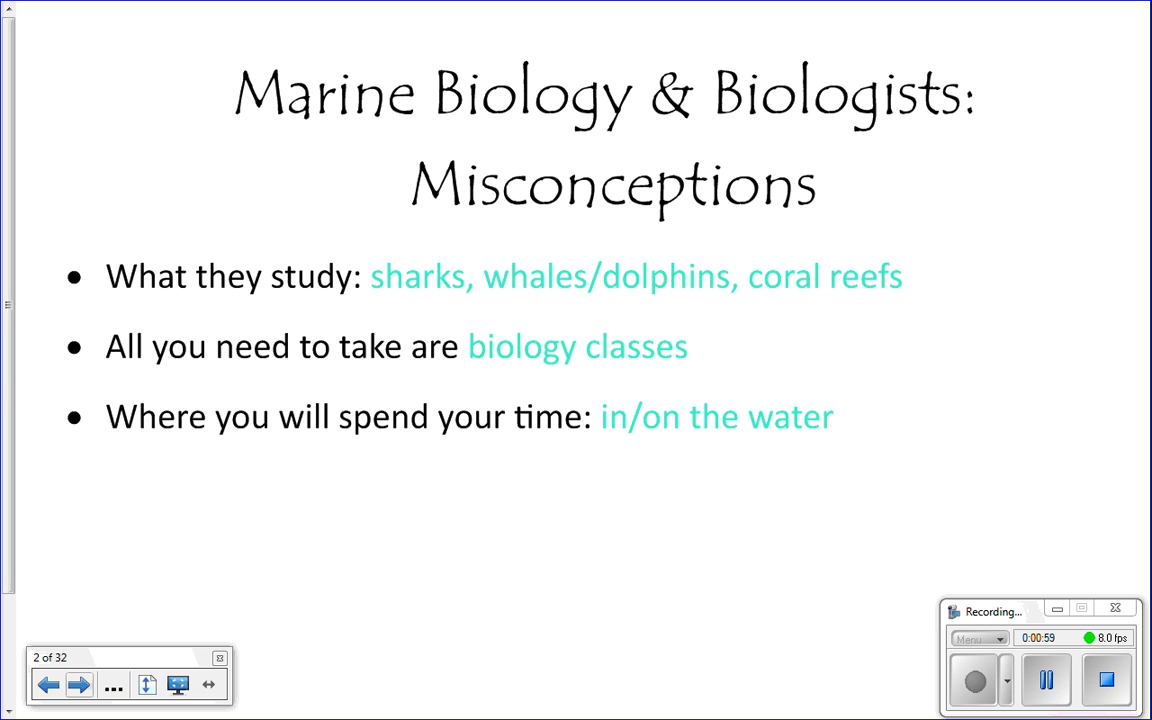 Marine Biology & Biologists:
Misconceptions
• What they study: sharks, whales/dolphins, coral reefs
• All you need to take are biology classes
• Where you will spend your time: in/on the water
Recording...
Menu
0:00:59
8.0 fps
2 of 32
...